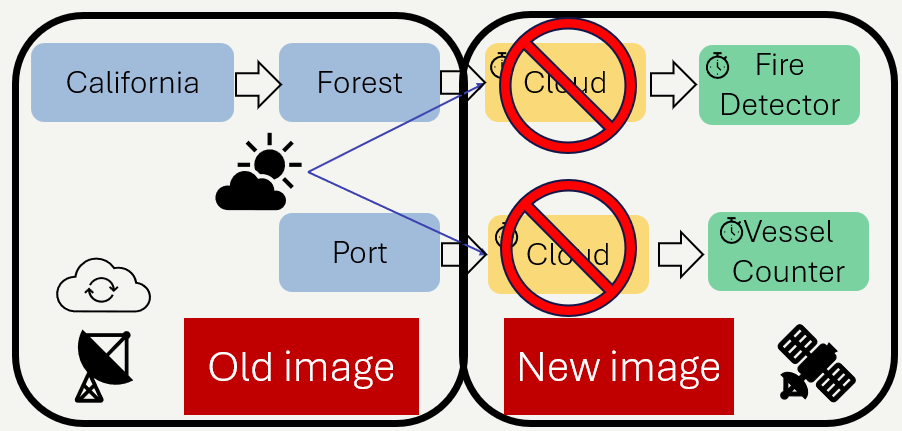 California
Forest
Cloud
Fire
Detector
Port
Cloud
Vessel
Counter
Old image
New image